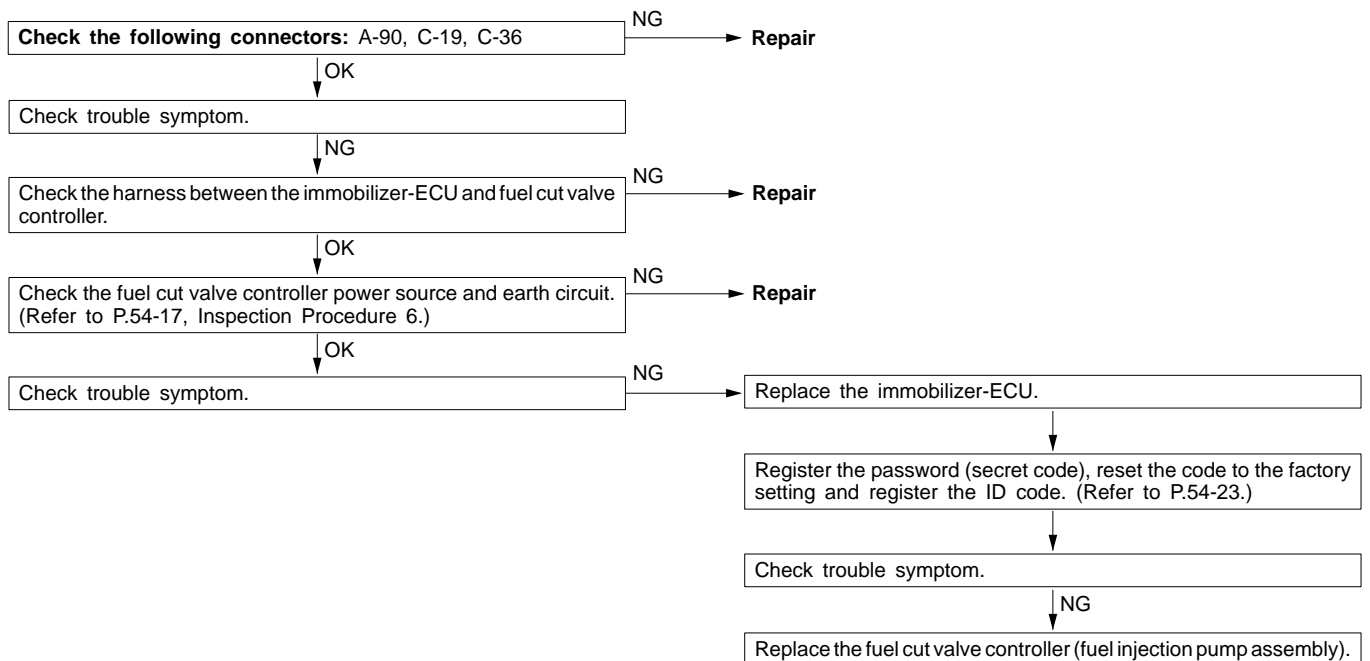 NG
Check the following connectors: A-90, C-19, C-36
Repair
OK
Check trouble symptom.
NG
Check the harness between the immobilizer-ECU and fuel cut valve
controller.
NG
Repair
OK
Check the fuel cut valve controller power source and earth circuit.
(Refer to P.54-17, Inspection Procedure 6.)
NG
Repair
OK
Check trouble symptom.
NG
Replace the immobilizer-ECU.
Register the password (secret code), reset the code to the factory
setting and register the ID code. (Refer to P.54-23.)
Check trouble symptom.
NG
Replace the fuel cut valve controller (fuel injection pump assembly).